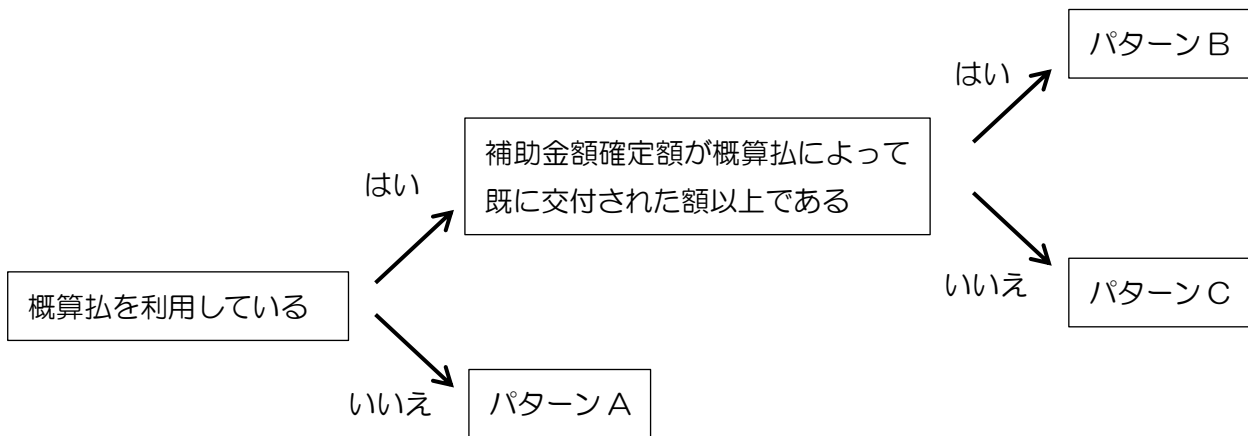 概算払を利用している
はい
いいえ
パターンA
補助金額確定額が概算払によって
既に交付された額以上である
はい
いいえ
パターンB
パターンC